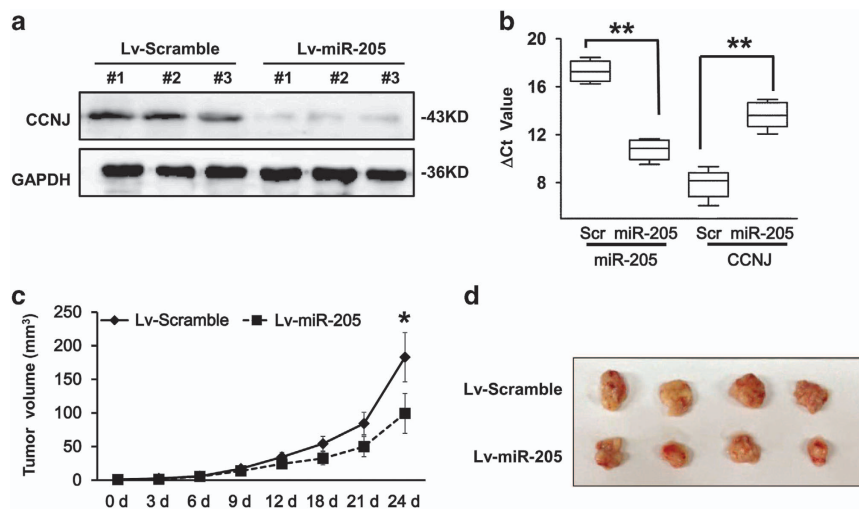 a
Lv-Scramble Lv-miR-205
#1 #2 #3 #1 #2 #3
CCNJ -43KD
GAPDH -36KD
b
** **
ΔCt Value
16
12
8
Scr miR-205 Scr miR-205
miR-205 CCNJ
c
Lv-Scramble Lv-miR-205
*
Tumor volume (mm³)
250
200
150
100
50
0
0 d 3 d 6 d 9 d 12 d 18 d 21 d 24 d
d
Lv-Scramble
Lv-miR-205